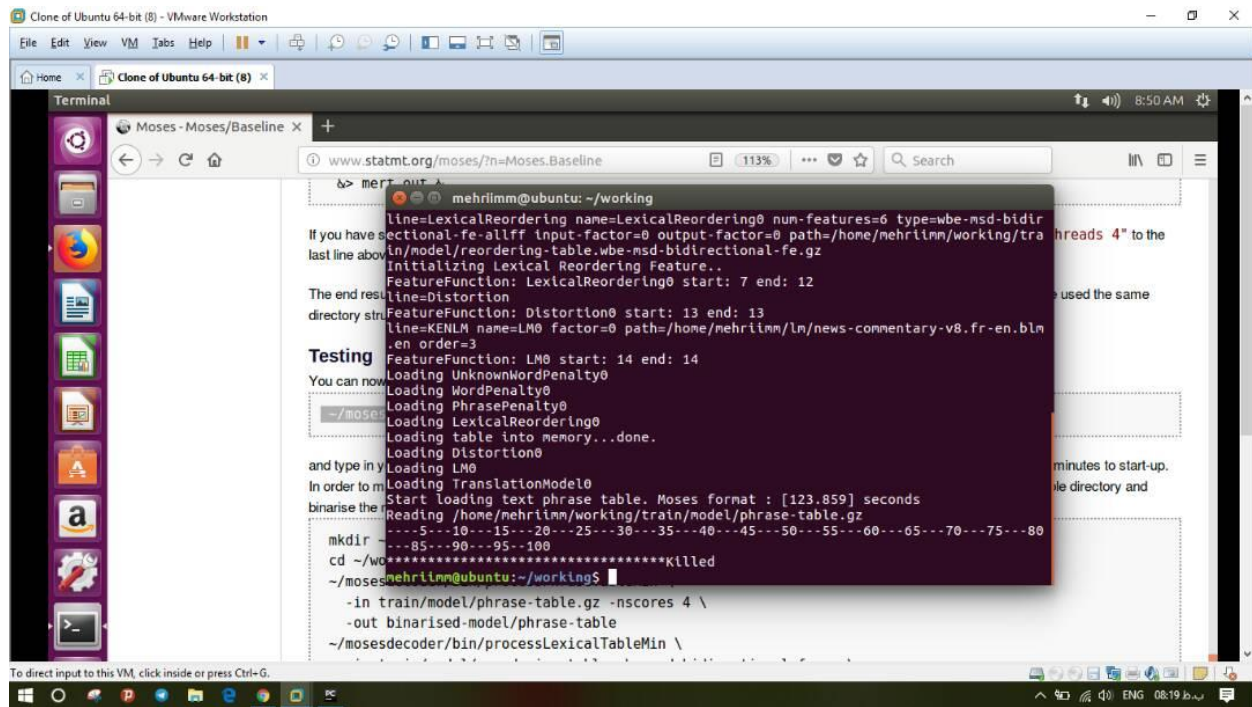 Clone of Ubuntu 64-bit (8) - VMware Workstation
File Edit View VM Tabs Help
Home Clone of Ubuntu 64-bit (8)
Terminal 8:50 AM
Moses - Moses/Baseline
www.statmt.org/moses/?n=Moses.Baseline 113% Search
&> mert.out &
mehriimm@ubuntu: ~/working
line=LexicalReordering name=LexicalReordering0 num-features=6 type=wbe-msd-bidir
If you have s ectional-fe-allff input-factor=0 output-factor=0 path=/home/mehriimm/working/tra hreads 4" to the
last line abov in/model/reordering-table.wbe-msd-bidirectional-fe.gz
Initializing Lexical Reordering Feature..
FeatureFunction: LexicalReordering0 start: 7 end: 12
The end resu line=Distortion used the same
directory stru FeatureFunction: Distortion0 start: 13 end: 13
line=KENLM name=LM0 factor=0 path=/home/mehriimm/lm/news-commentary-v8.fr-en.blm
.en order=3
Testing FeatureFunction: LM0 start: 14 end: 14
You can now Loading UnknownWordPenalty0
Loading WordPenalty0
~/moses Loading PhrasePenalty0
Loading LexicalReordering0
Loading table into memory...done.
Loading Distortion0
and type in y Loading LM0 minutes to start-up.
In order to m Loading TranslationModel0 le directory and
Start loading text phrase table. Moses format : [123.859] seconds
binarise the Reading /home/mehriimm/working/train/model/phrase-table.gz
----5---10---15---20---25---30---35---40---45---50---55---60---65---70---75---80
mkdir ~ ---85---90---95--100
cd ~/wo **********************************Killed
~/moses mehriimm@ubuntu:~/working$
-in train/model/phrase-table.gz -nscores 4 \
-out binarised-model/phrase-table
~/mosesdecoder/bin/processLexicalTableMin \
To direct input to this VM, click inside or press Ctrl+G.
ENG 08:19 ب.ظ